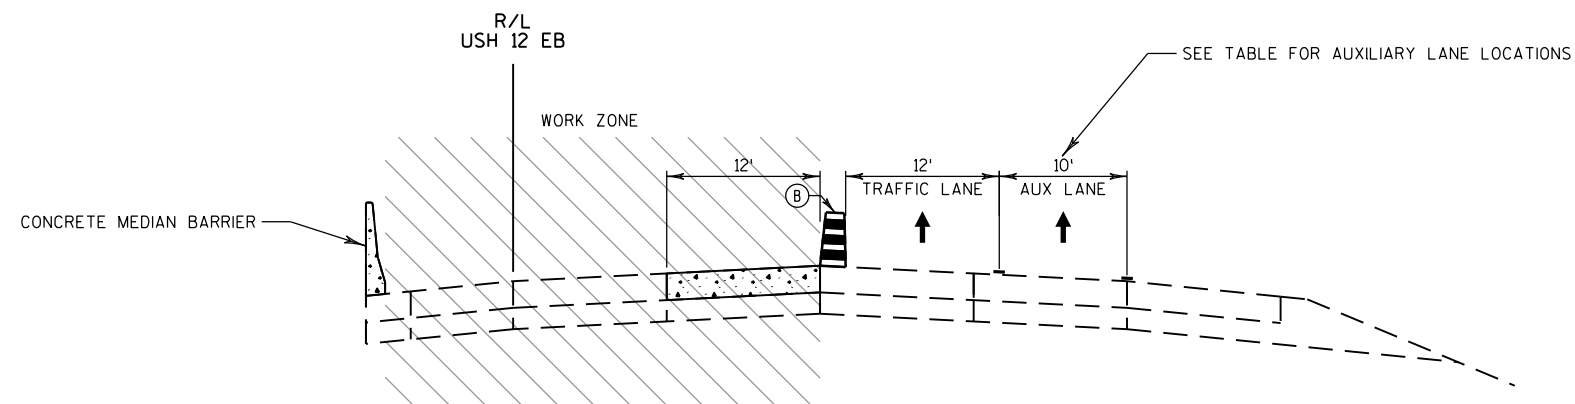 R/L
USH 12 EB
SEE TABLE FOR AUXILIARY LANE LOCATIONS
WORK ZONE
12'
12'
10'
B
TRAFFIC LANE
AUX LANE
CONCRETE MEDIAN BARRIER